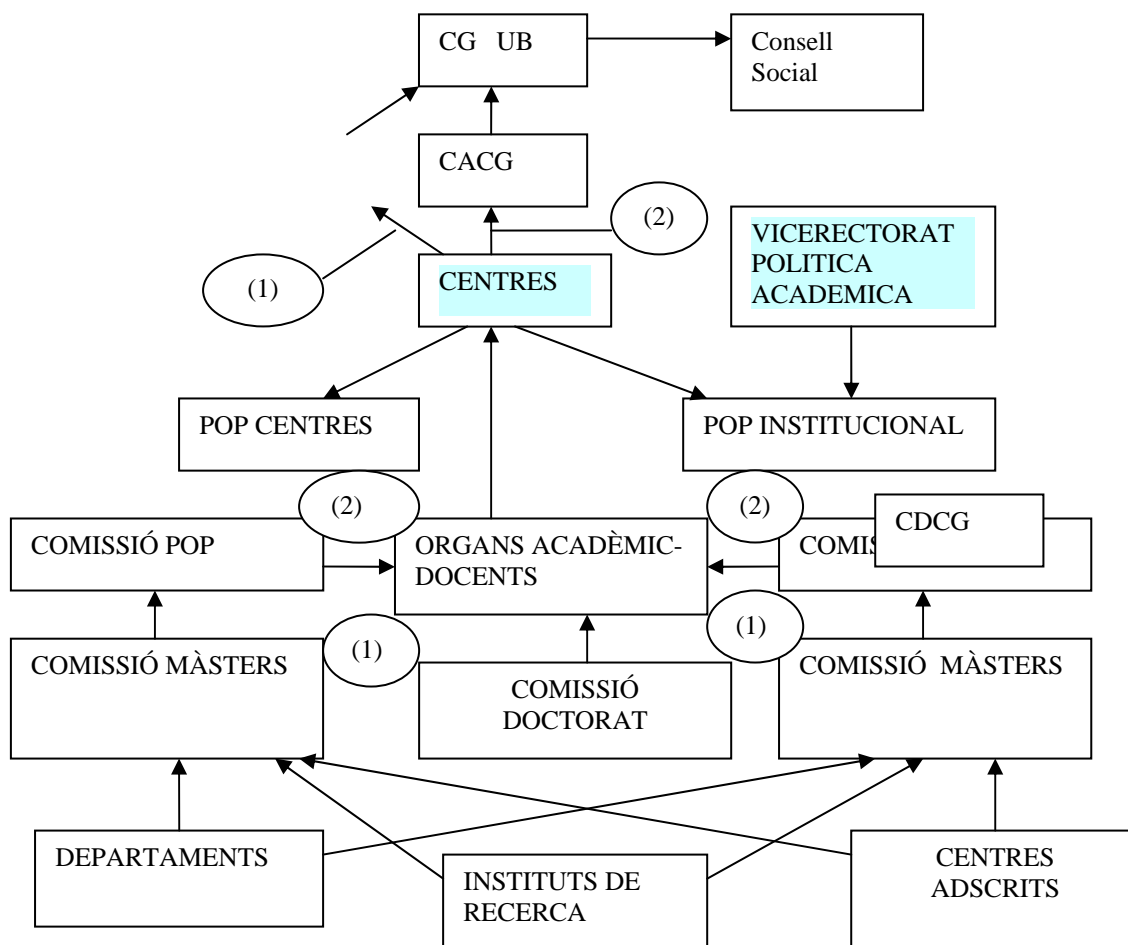 CG UB
Consell
Social
CACG
(2)
VICERECTORAT
POLITICA
ACADEMICA
(1)
CENTRES
POP CENTRES
POP INSTITUCIONAL
(2)
(2)
CDCG
COMISSIÓ POP
ORGANS ACADÈMIC-
DOCENTS
(1)
(1)
COMISSIÓ MÀSTERS
COMISSIÓ
DOCTORAT
COMISSIÓ MÀSTERS
DEPARTAMENTS
INSTITUTS DE
RECERCA
CENTRES
ADSCRITS